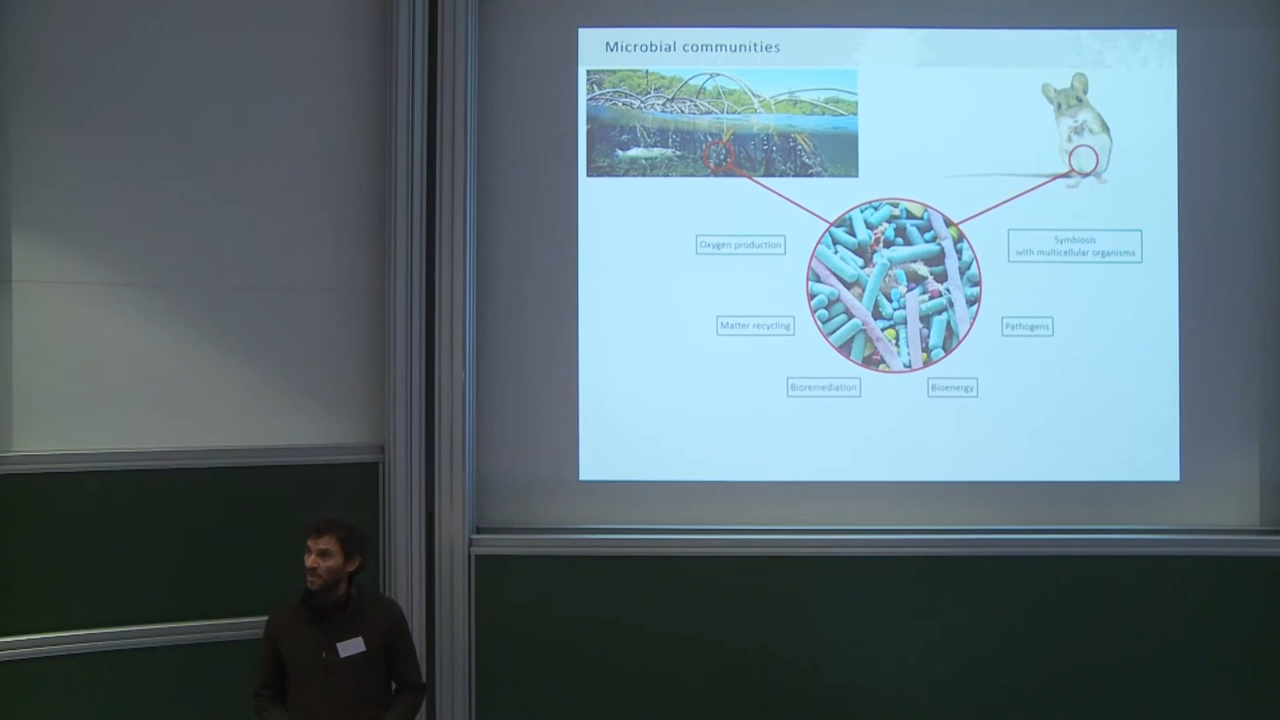 Microbial communities
Oxygen production
Symbiosis
with multicellular organisms
Matter recycling
Pathogens
Bioremediation
Bioenergy